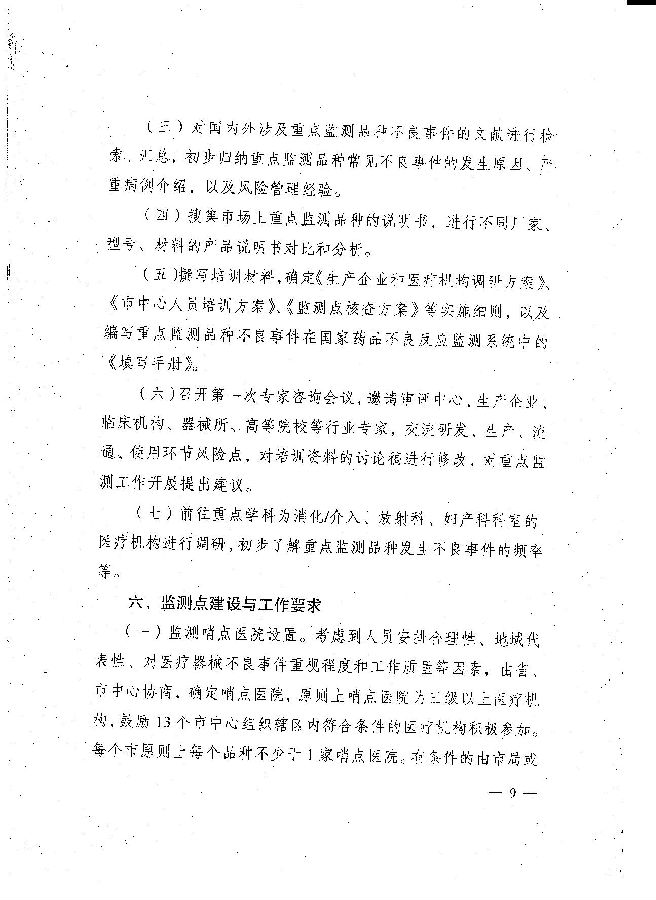 （三）对国内外涉及重点监测品种不良事件的文献进行检
索、汇总，初步归纳重点监测品种常见不良事件的发生原因、严
重病例介绍，以及风险管理经验。
（四）搜集市场上重点监测品种的说明书，进行不同厂家、
型号、材料的产品说明书对比和分析。
（五）撰写培训材料，确定《生产企业和医疗机构调研方案》、
《市中心人员培训方案》、《监测点核查方案》等实施细则，以及
编写重点监测品种不良事件在国家药品不良反应监测系统中的
《填写手册》。
（六）召开第一次专家咨询会议，邀请审评中心、生产企业、
临床机构、器械所、高等院校等行业专家，交流研发、生产、流
通、使用环节风险点，对培训资料的讨论稿进行修改，对重点监
测工作开展提出建议。
（七）前往重点学科为消化/介入、放射科、妇产科科室的
医疗机构进行调研，初步了解重点监测品种发生不良事件的频率
等。
六、监测点建设与工作要求
（一）监测哨点医院设置。考虑到人员安排合理性、地域代
表性、对医疗器械不良事件重视程度和工作质量等因素，由省、
市中心协商，确定哨点医院，原则上哨点医院为三级以上医疗机
构，鼓励13个市中心组织辖区内符合条件的医疗机构积极参加。
每个市原则上每个品种不少于1家哨点医院。有条件的由市局或
— 9 —